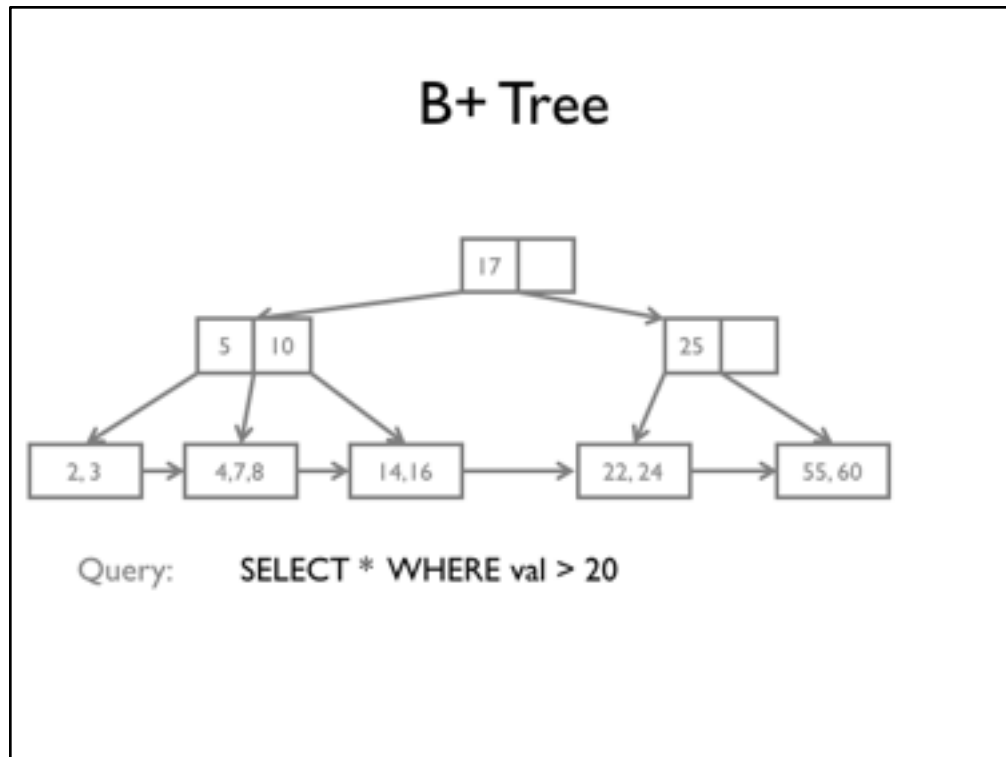 B+ Tree
17
5 10 25
2, 3 4,7,8 14,16 22, 24 55, 60
Query: SELECT * WHERE val > 20